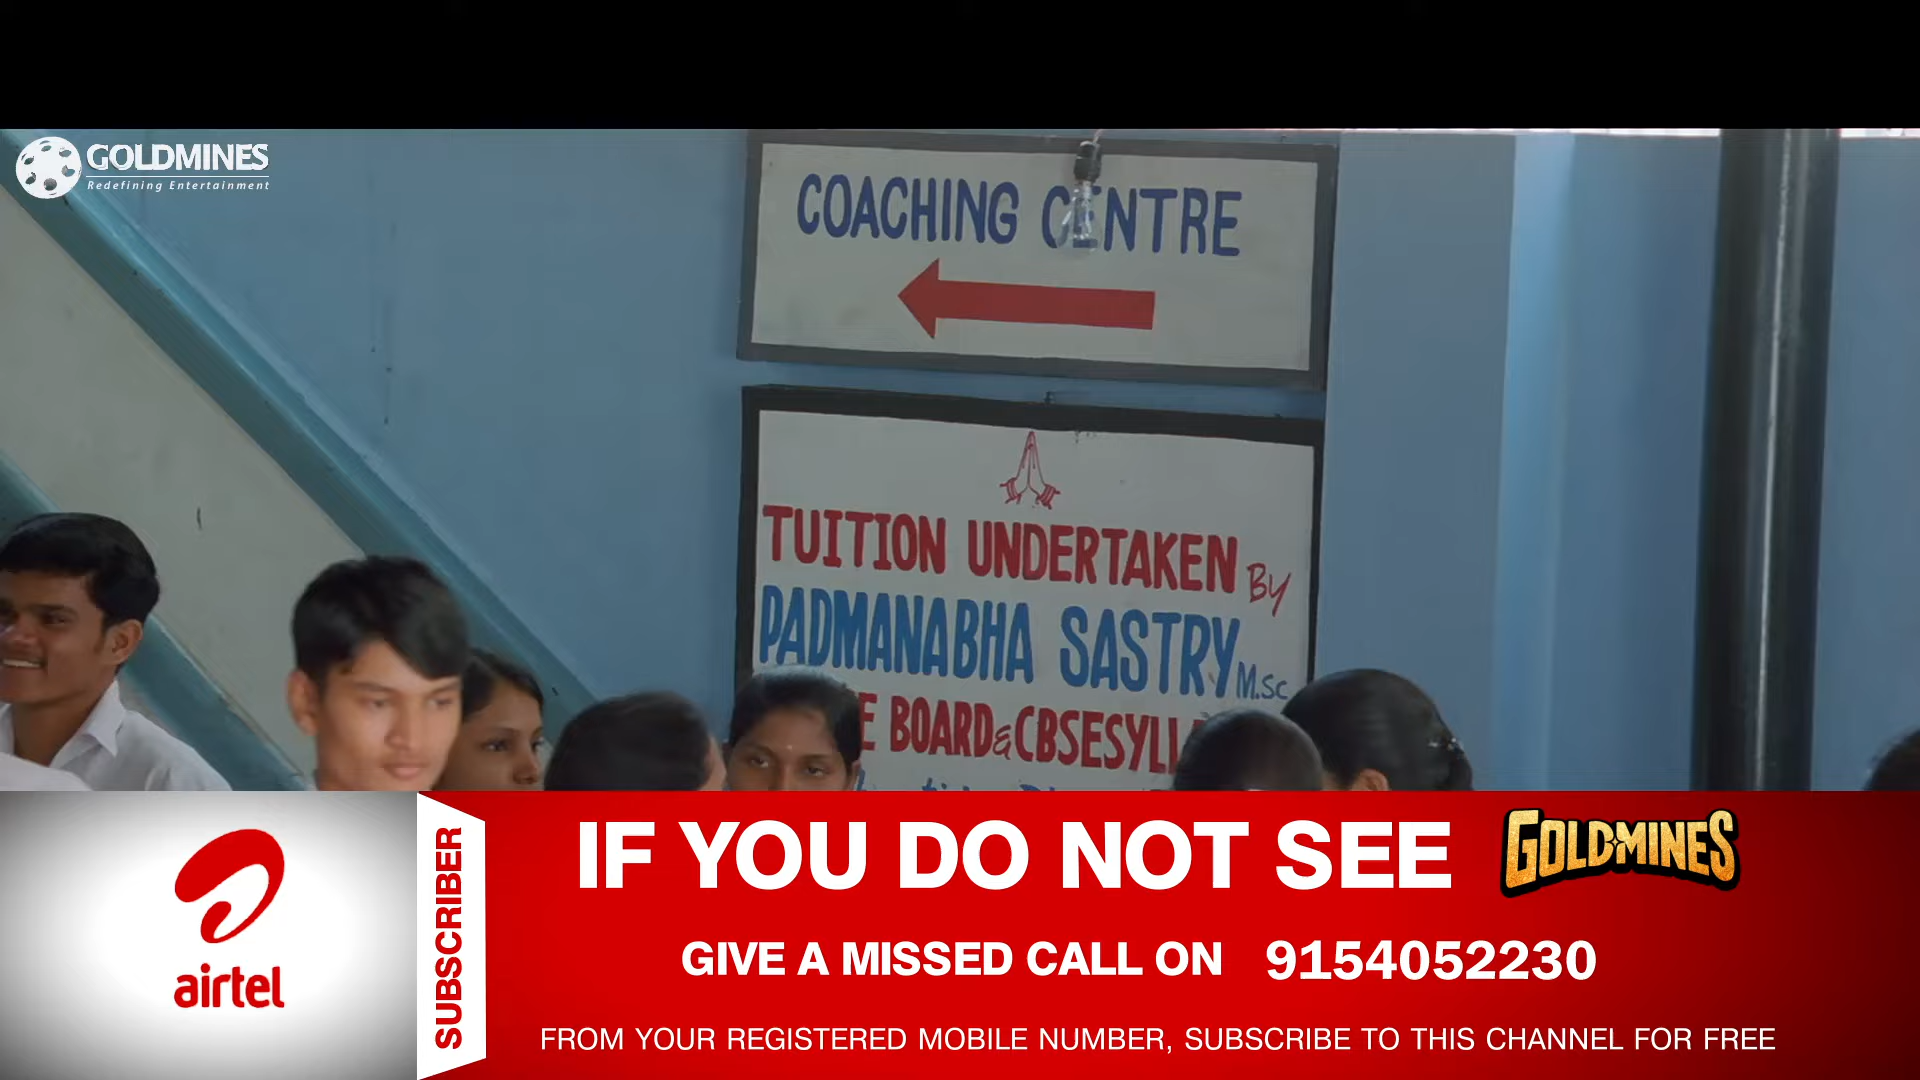 GOLDMINES
Redefining Entertainment
COACHING CENTRE
TUITION UNDERTAKEN By
PADMANABHA SASTRY M.Sc
BOARD & CBSE SYLL
airtel
SUBSCRIBER
IF YOU DO NOT SEE GOLDMINES
GIVE A MISSED CALL ON 9154052230
FROM YOUR REGISTERED MOBILE NUMBER, SUBSCRIBE TO THIS CHANNEL FOR FREE